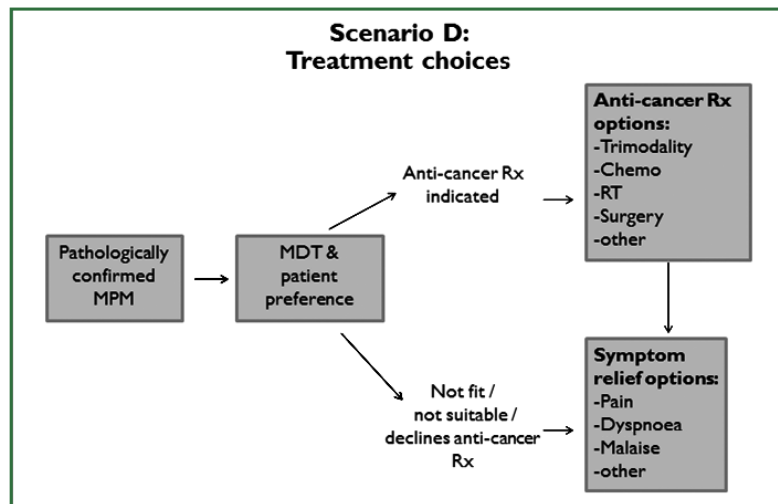 Scenario D:
Treatment choices
Pathologically
confirmed
MPM
MDT &
patient
preference
Anti-cancer Rx
indicated
Anti-cancer Rx
options:
-Trimodality
-Chemo
-RT
-Surgery
-other
Not fit /
not suitable /
declines anti-cancer
Rx
Symptom
relief options:
-Pain
-Dyspnoea
-Malaise
-other